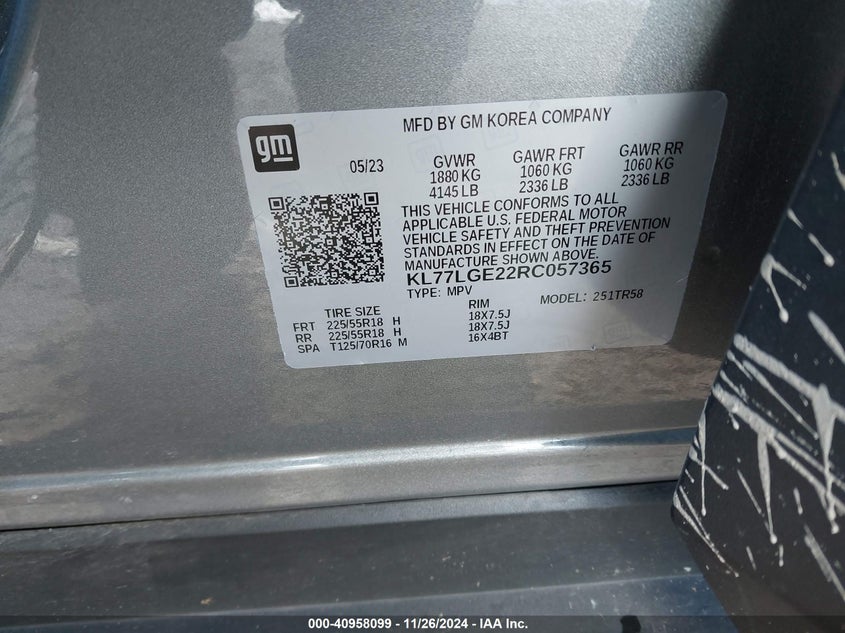 gm
MFD BY GM KOREA COMPANY
05/23
GVWR GAWR FRT GAWR RR
1880 KG 1060 KG 1060 KG
4145 LB 2336 LB 2336 LB
THIS VEHICLE CONFORMS TO ALL
APPLICABLE U.S. FEDERAL MOTOR
VEHICLE SAFETY AND THEFT PREVENTION
STANDARDS IN EFFECT ON THE DATE OF
MANUFACTURE SHOWN ABOVE.
KL77LGE22RC057365
TYPE: MPV MODEL: 251TR58
TIRE SIZE RIM
FRT 225/55R18 H 18X7.5J
RR 225/55R18 H 18X7.5J
SPA T125/70R16 M 16X4BT
000-40958099 - 11/26/2024 - IAA Inc.